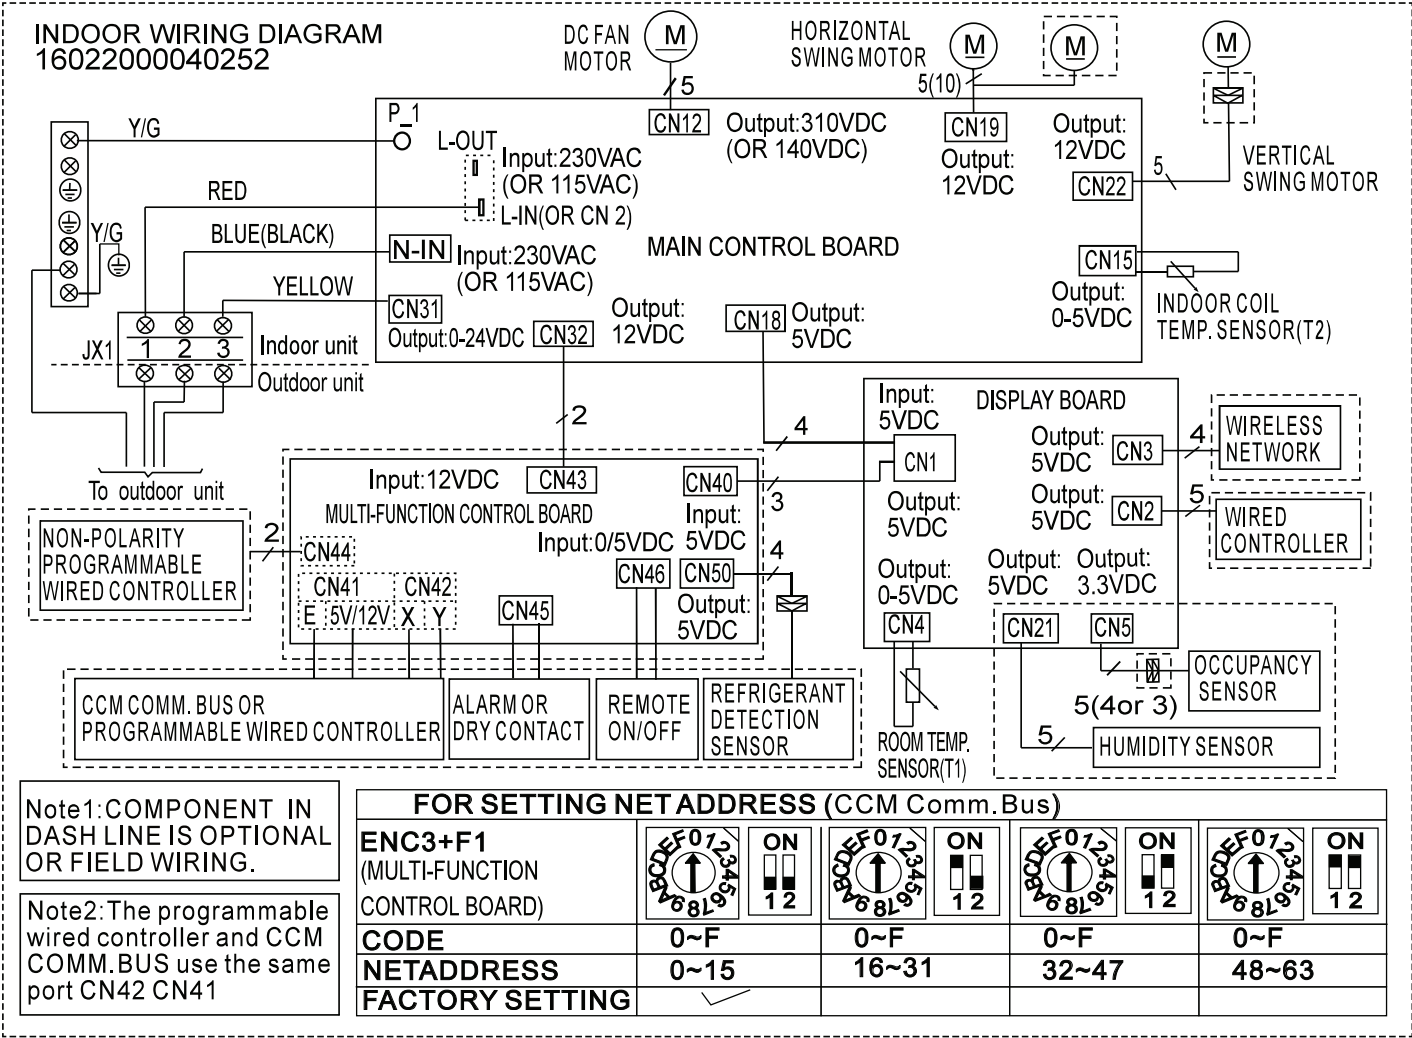 INDOOR WIRING DIAGRAM
16022000040252
DC FAN
MOTOR
M
HORIZONTAL
SWING MOTOR
M
M
M
5
5(10)
P_1
Y/G
L-OUT
CN12
Output:310VDC
(OR 140VDC)
CN19
Output:
12VDC
Output:
12VDC
CN22
5
VERTICAL
SWING MOTOR
Input:230VAC
(OR 115VAC)
RED
L-IN(OR CN 2)
Y/G
BLUE(BLACK)
N-IN
Input:230VAC
(OR 115VAC)
MAIN CONTROL BOARD
CN15
Output:
0-5VDC
INDOOR COIL
TEMP. SENSOR(T2)
YELLOW
CN31
Output:0-24VDC
CN32
Output:
12VDC
CN18
Output:
5VDC
JX1
1 2 3
Indoor unit
Outdoor unit
To outdoor unit
2
4
3
Input:
5VDC
DISPLAY BOARD
CN1
Output:
5VDC
Output:
5VDC
CN3
4
WIRELESS
NETWORK
Output:
5VDC
CN2
5
WIRED
CONTROLLER
Output:
0-5VDC
CN4
Output:
5VDC
CN21
Output:
3.3VDC
CN5
Input:12VDC
CN43
CN40
Input:
5VDC
MULTI-FUNCTION CONTROL BOARD
Input:0/5VDC
CN46
CN50
4
Output:
5VDC
NON-POLARITY
PROGRAMMABLE
WIRED CONTROLLER
2
CN44
CN41 CN42
E 5V/12V X Y
CN45
CCM COMM. BUS OR
PROGRAMMABLE WIRED CONTROLLER
ALARM OR
DRY CONTACT
REMOTE
ON/OFF
REFRIGERANT
DETECTION
SENSOR
ROOM TEMP.
SENSOR(T1)
OCCUPANCY
SENSOR
5(4or 3)
5
HUMIDITY SENSOR
Note1:COMPONENT IN
DASH LINE IS OPTIONAL
OR FIELD WIRING.
Note2:The programmable
wired controller and CCM
COMM.BUS use the same
port CN42 CN41
FOR SETTING NET ADDRESS (CCM Comm.Bus)
ENC3+F1
(MULTI-FUNCTION
CONTROL BOARD)
0123456789ABCDEF
ON
1 2
0123456789ABCDEF
ON
1 2
0123456789ABCDEF
ON
1 2
0123456789ABCDEF
ON
1 2
CODE 0~F 0~F 0~F 0~F
NETADDRESS 0~15 16~31 32~47 48~63
FACTORY SETTING